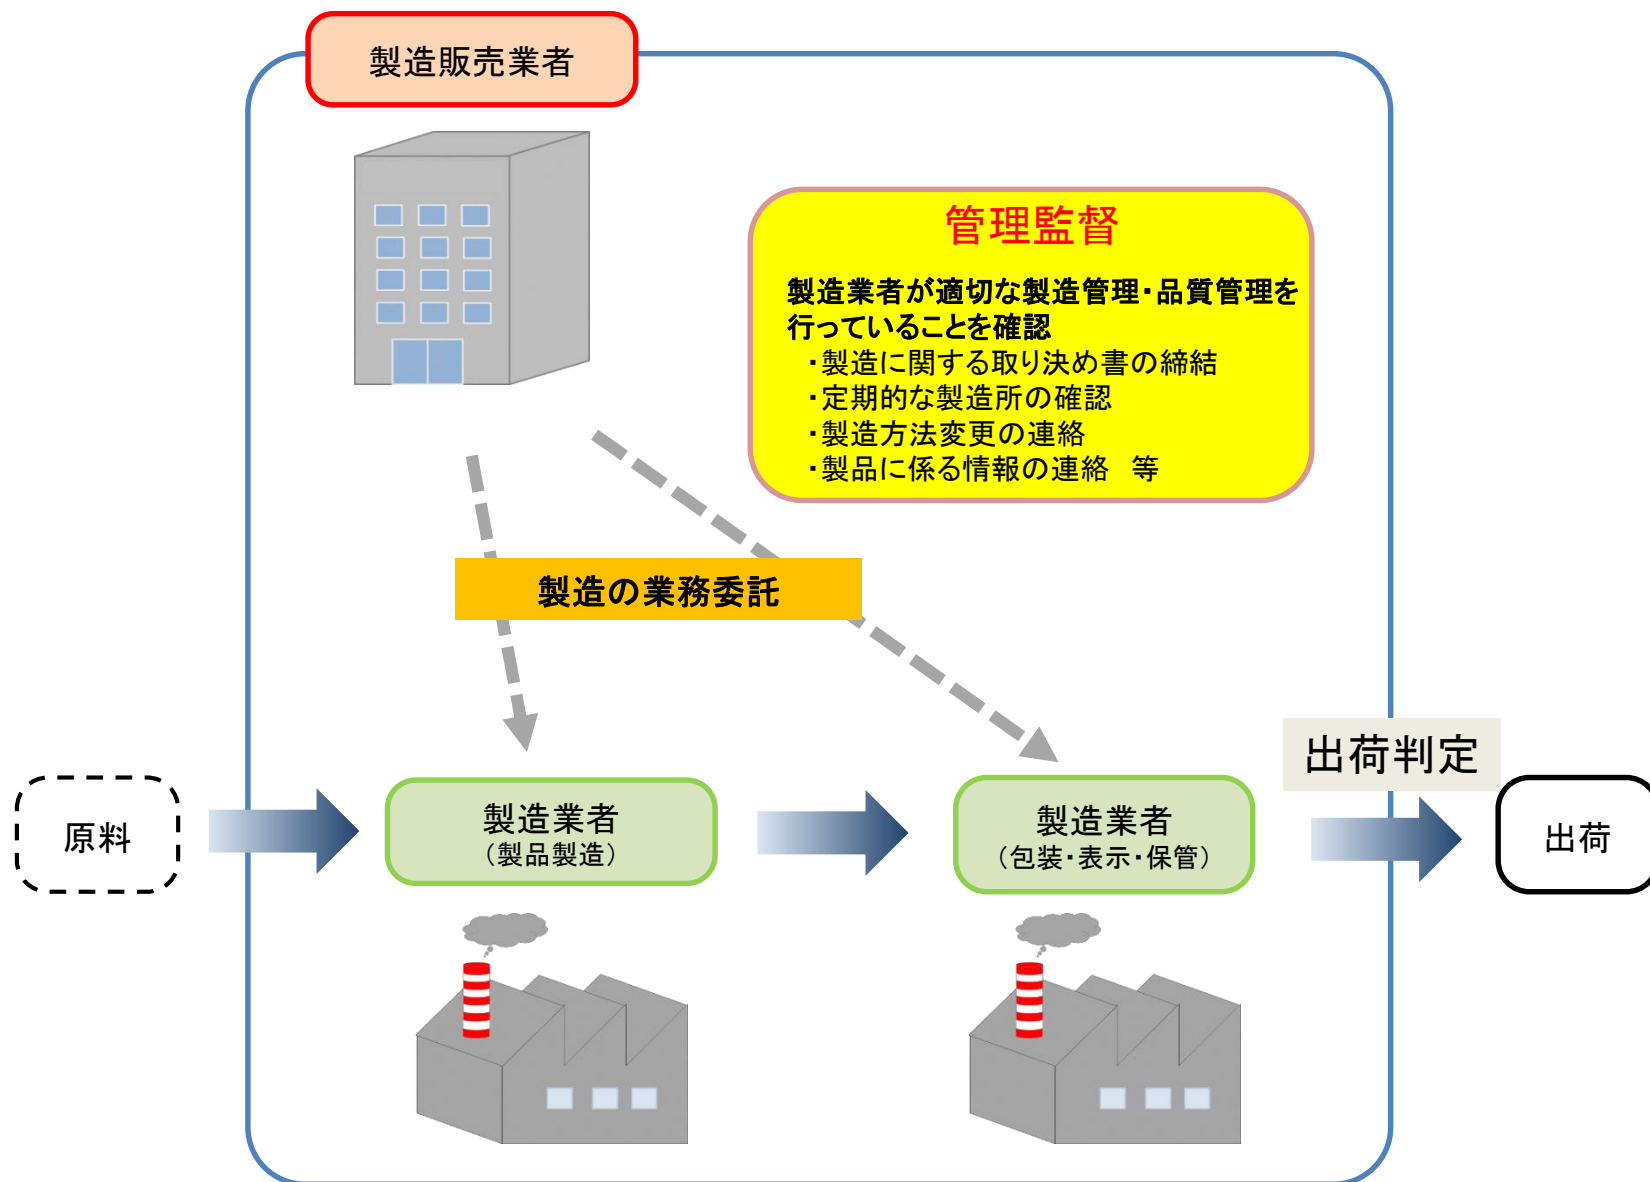 製造販売業者
管理監督
製造業者が適切な製造管理・品質管理を
行っていることを確認
・製造に関する取り決め書の締結
・定期的な製造所の確認
・製造方法変更の連絡
・製品に係る情報の連絡　等
製造の業務委託
出荷判定
原料
製造業者
（製品製造）
製造業者
（包装・表示・保管）
出荷